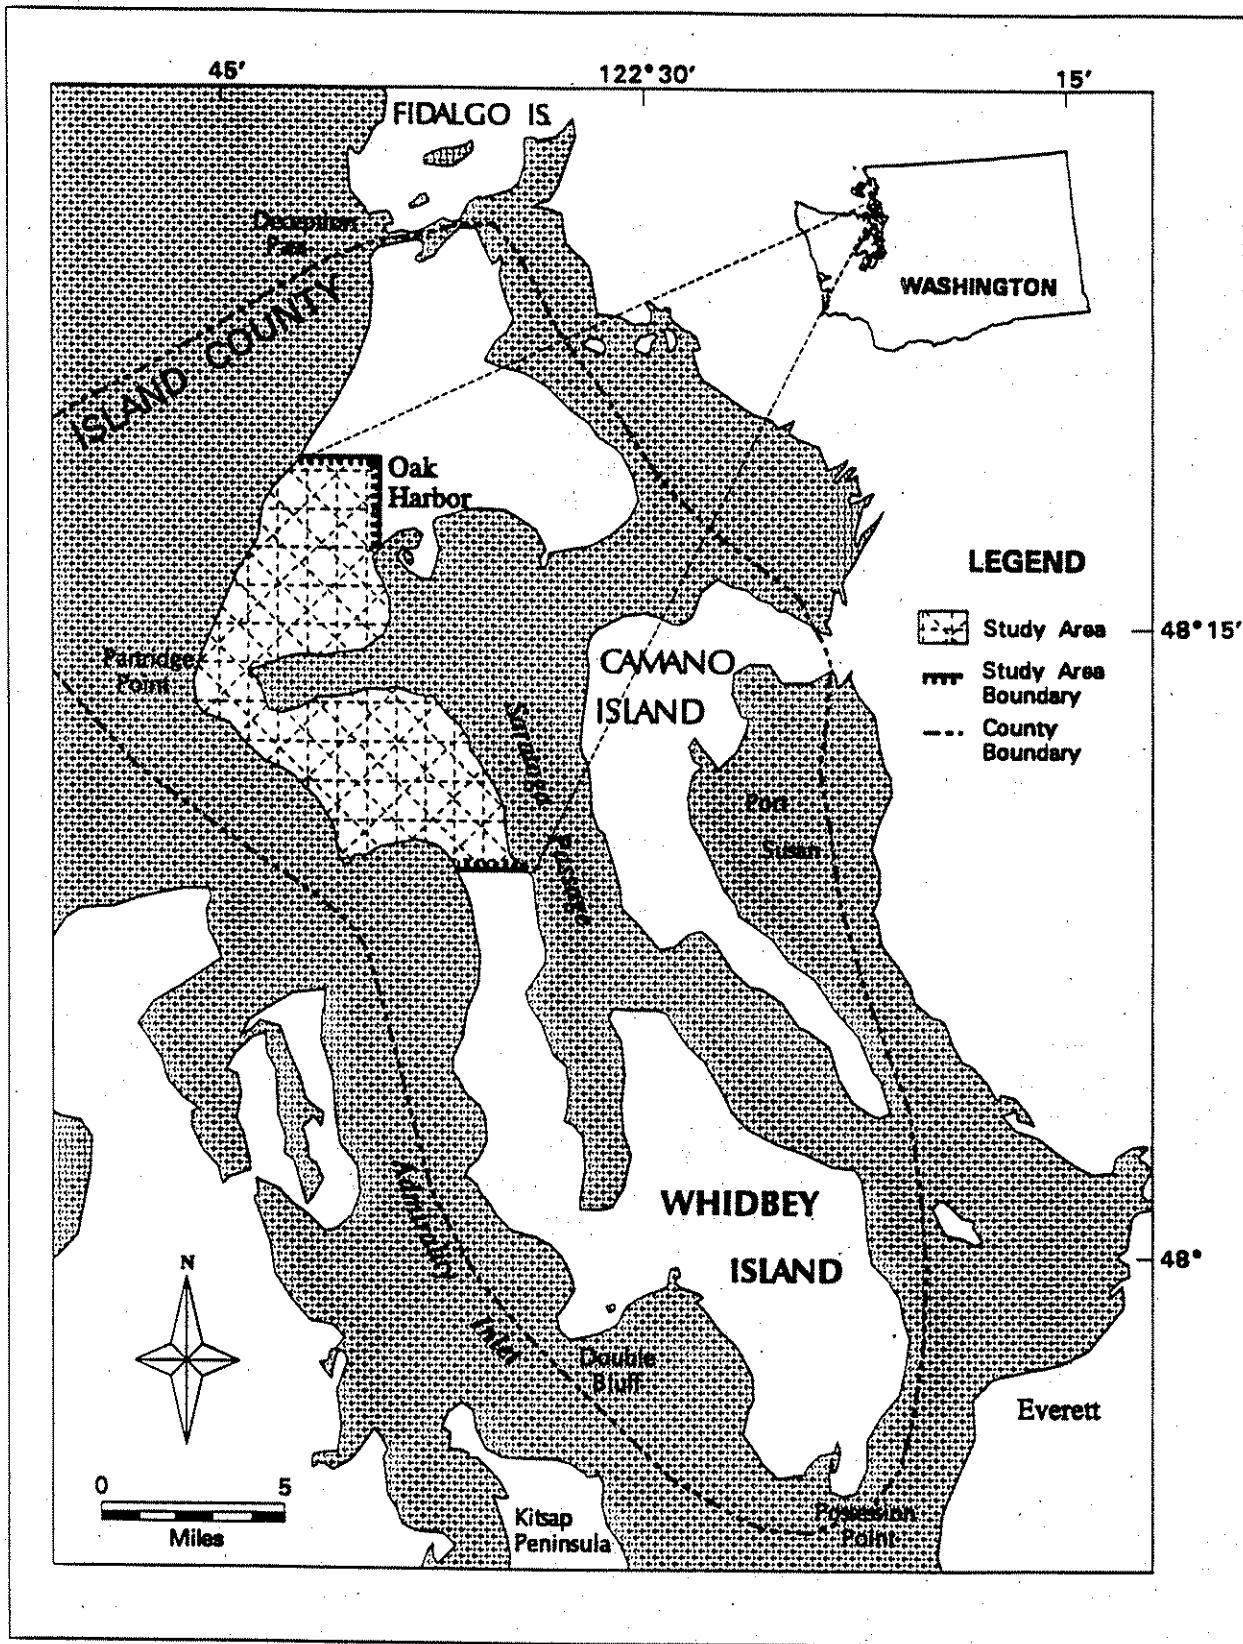 45'
122° 30'
15'
FIDALGO IS.
Deception
Pass
ISLAND COUNTY
WASHINGTON
Oak
Harbor
LEGEND
Study Area
Study Area
Boundary
County
Boundary
48° 15'
Partridge
Point
CAMANO
ISLAND
Saratoga
Passage
Port
Susan
WHIDBEY
ISLAND
48°
Admiralty
Inlet
N
Double
Bluff
Everett
0 5
Miles
Kitsap
Peninsula
Possession
Point